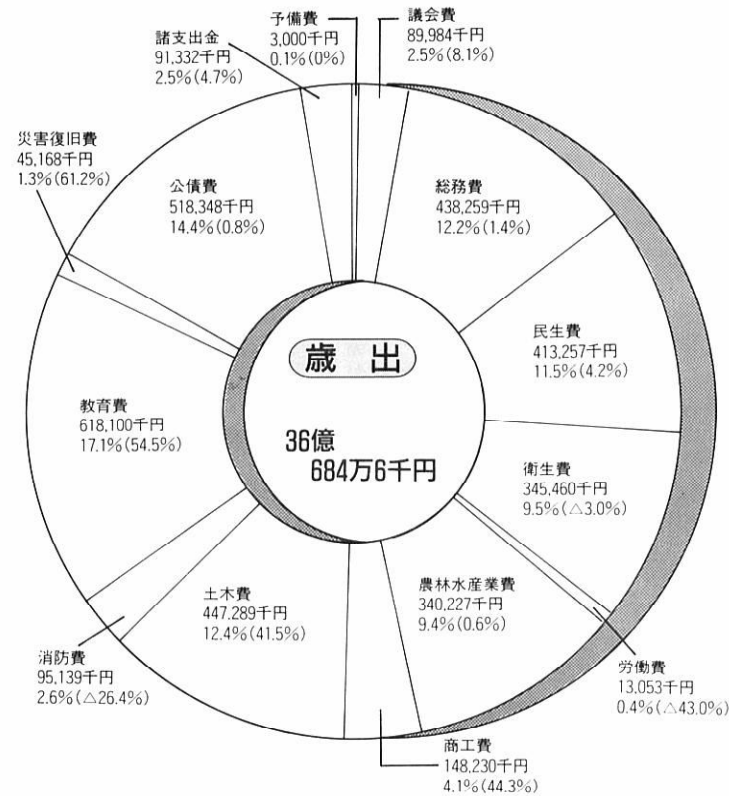 予備費
3,000千円
0.1%(0%)
議会費
89,984千円
2.5%(8.1%)
総務費
438,259千円
12.2%(1.4%)
民生費
413,257千円
11.5%(4.2%)
衛生費
345,460千円
9.5%(△3.0%)
労働費
13,053千円
0.4%(△43.0%)
農林水産業費
340,227千円
9.4%(0.6%)
商工費
148,230千円
4.1%(44.3%)
土木費
447,289千円
12.4%(41.5%)
消防費
95,139千円
2.6%(△26.4%)
教育費
618,100千円
17.1%(54.5%)
災害復旧費
45,168千円
1.3%(61.2%)
公債費
518,348千円
14.4%(0.8%)
諸支出金
91,332千円
2.5%(4.7%)
歳出
36億
684万6千円